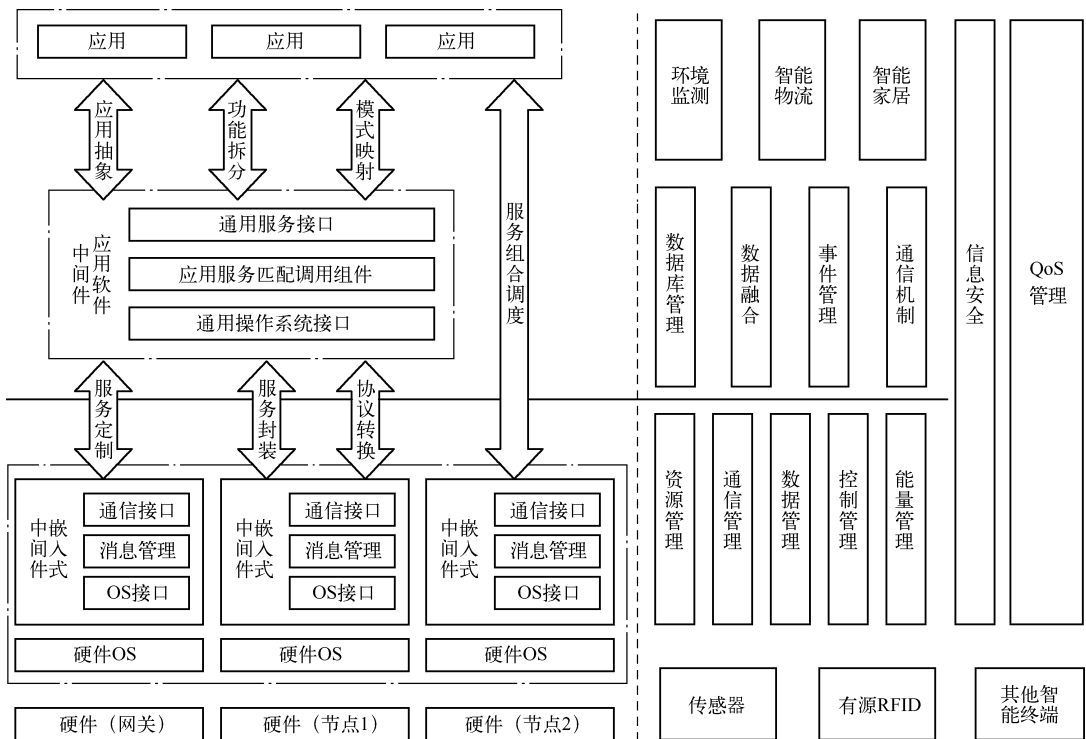 应用
应用
应用
应用抽象
功能拆分
模式映射
服务组合调度
应用软件
中间件
通用服务接口
应用服务匹配调用组件
通用操作系统接口
服务定制
服务封装
协议转换
嵌入式
中间件
通信接口
消息管理
OS接口
嵌入式
中间件
通信接口
消息管理
OS接口
嵌入式
中间件
通信接口
消息管理
OS接口
硬件OS
硬件OS
硬件OS
硬件（网关）
硬件（节点1）
硬件（节点2）
环境
监测
智能
物流
智能
家居
数据库管理
数据融合
事件管理
通信机制
信息安全
QoS
管理
资源管理
通信管理
数据管理
控制管理
能量管理
传感器
有源RFID
其他智
能终端